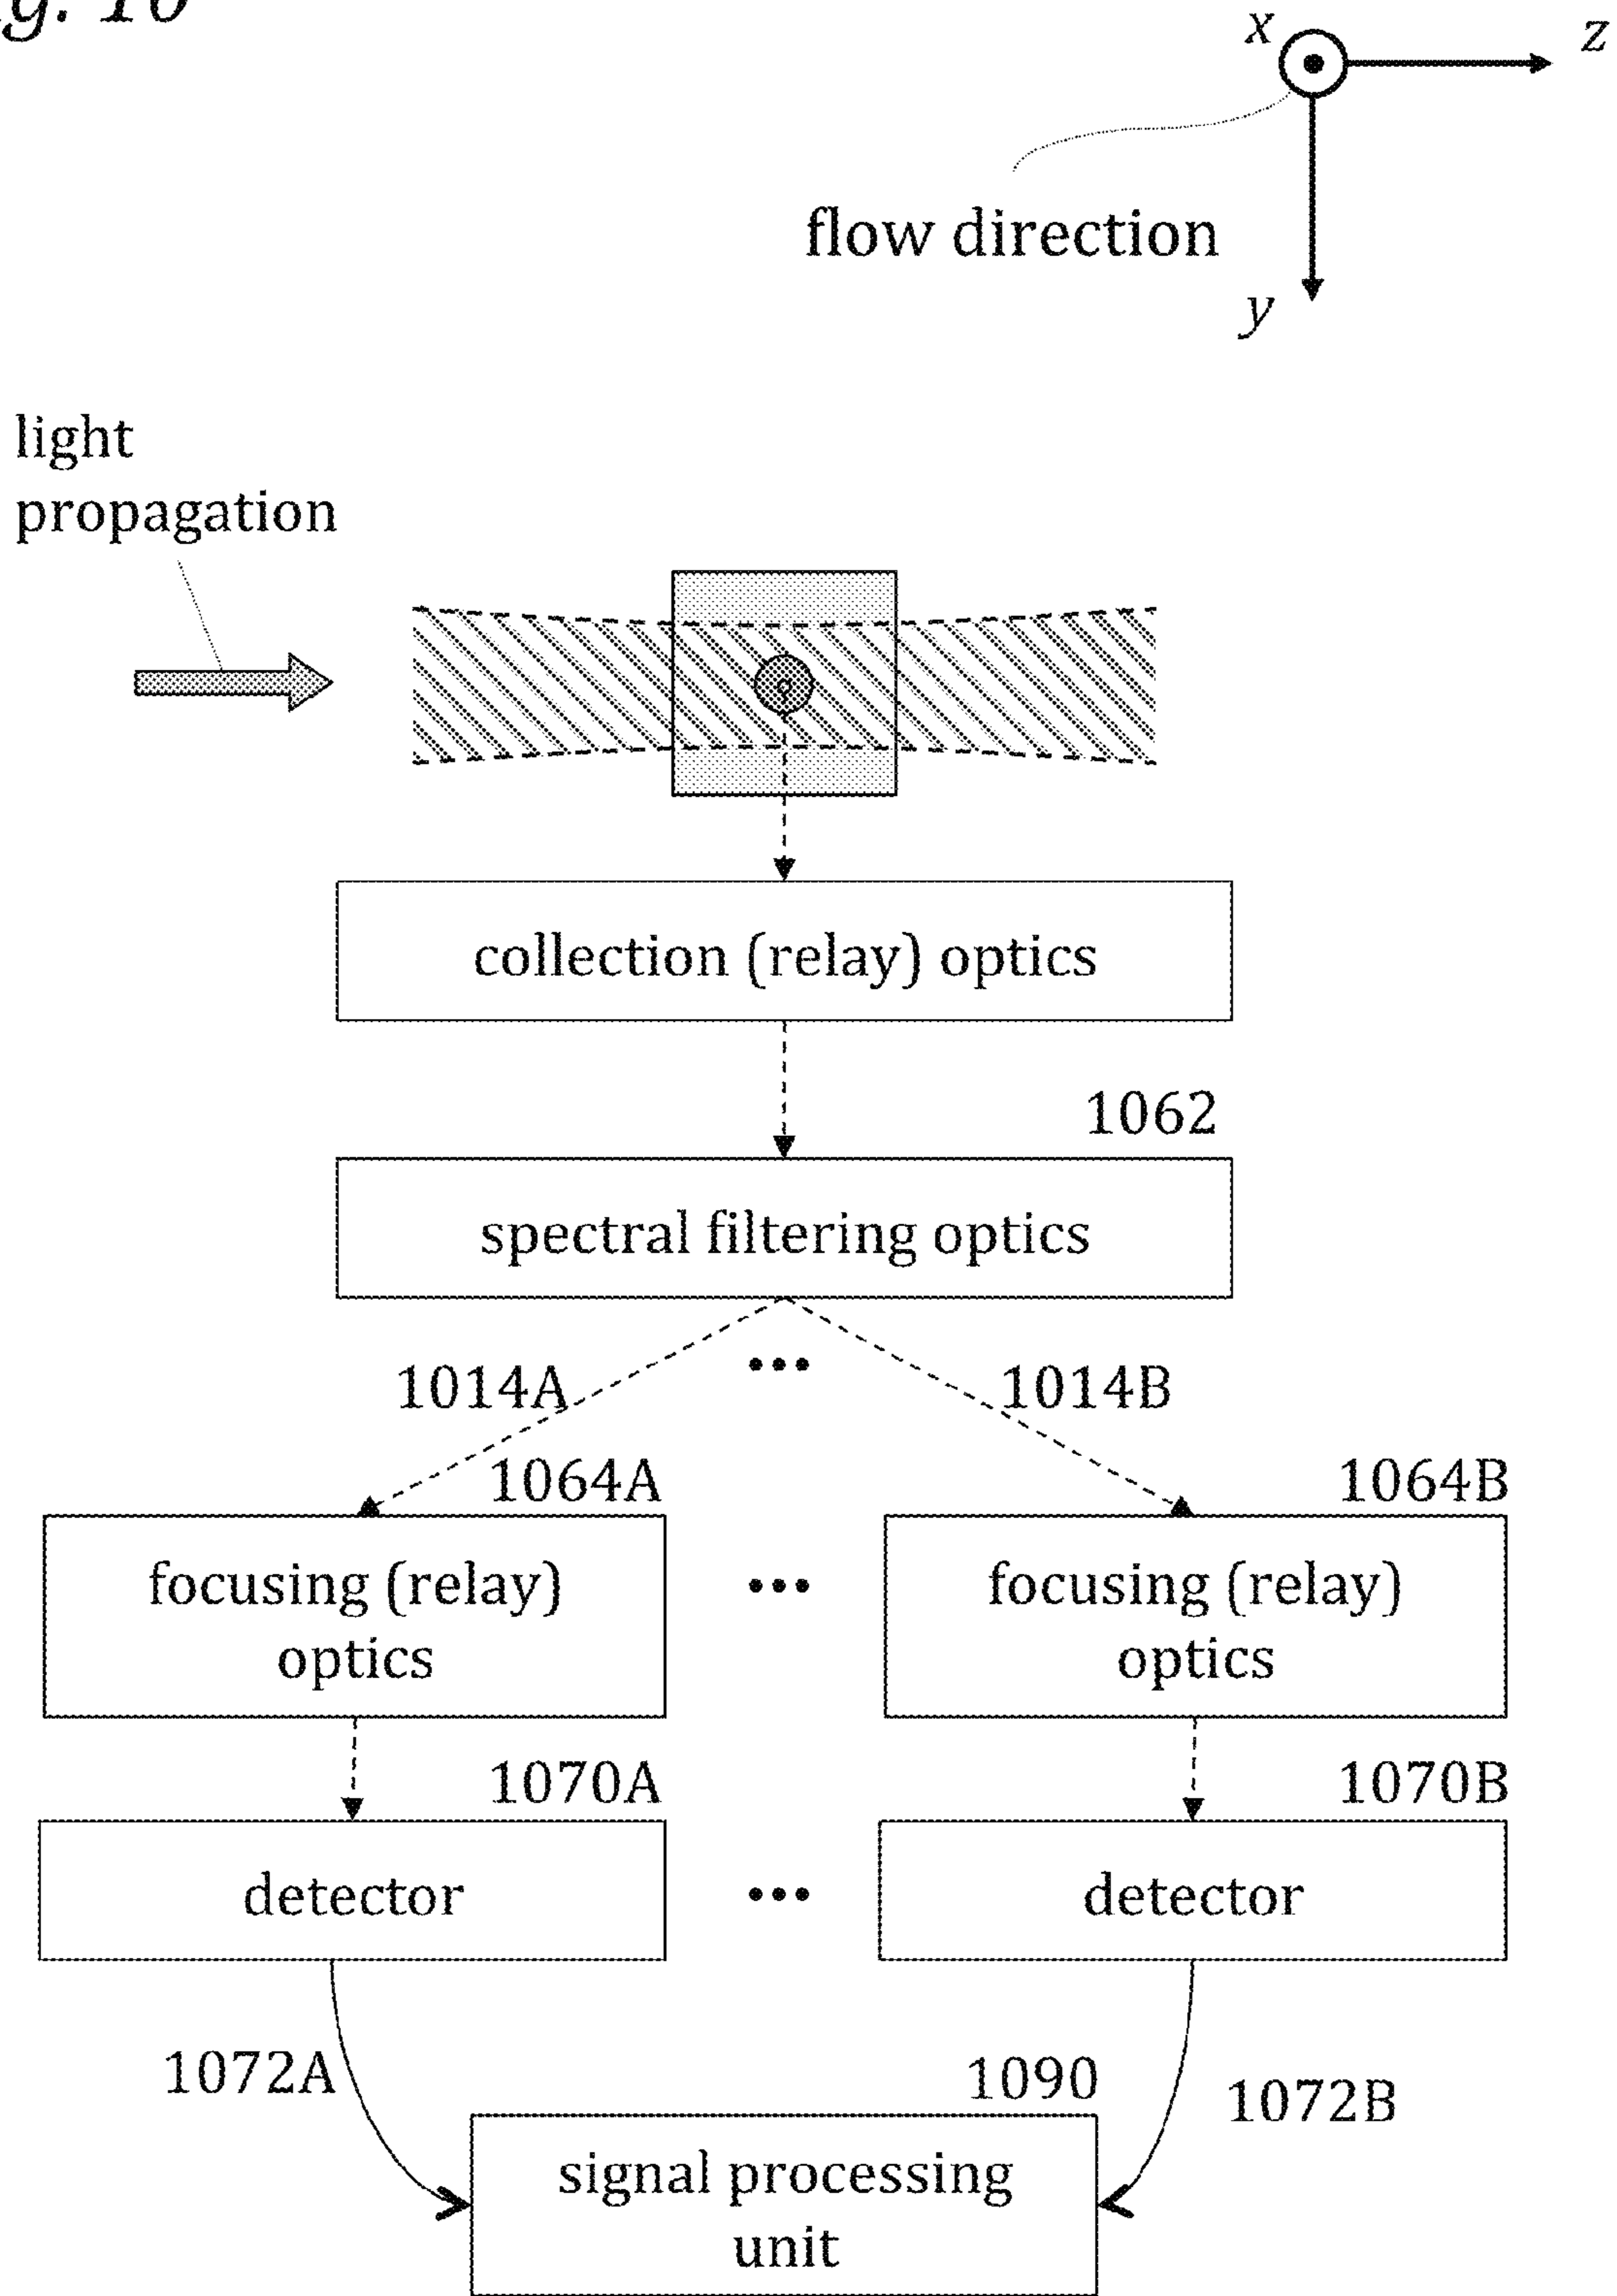 g. 10
x
z
flow direction
y
light
propagation
collection (relay) optics
1062
spectral filtering optics
...
1014A
1014B
1064A
1064B
focusing (relay)
optics
...
focusing (relay)
optics
1070A
1070B
detector
...
detector
1072A
1090
1072B
signal processing
unit